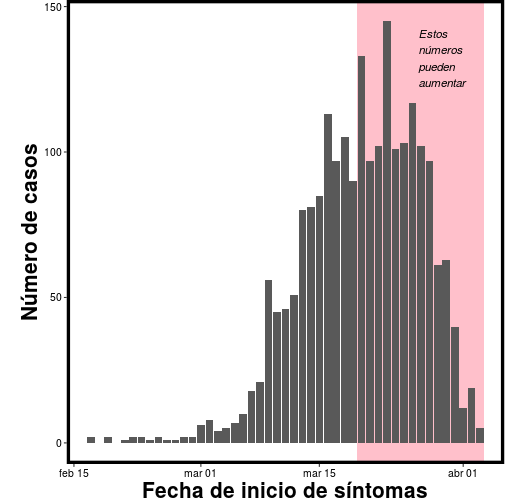 150
100
50
0
Número de casos
Estos
números
pueden
aumentar
feb 15
mar 01
mar 15
abr 01
Fecha de inicio de síntomas